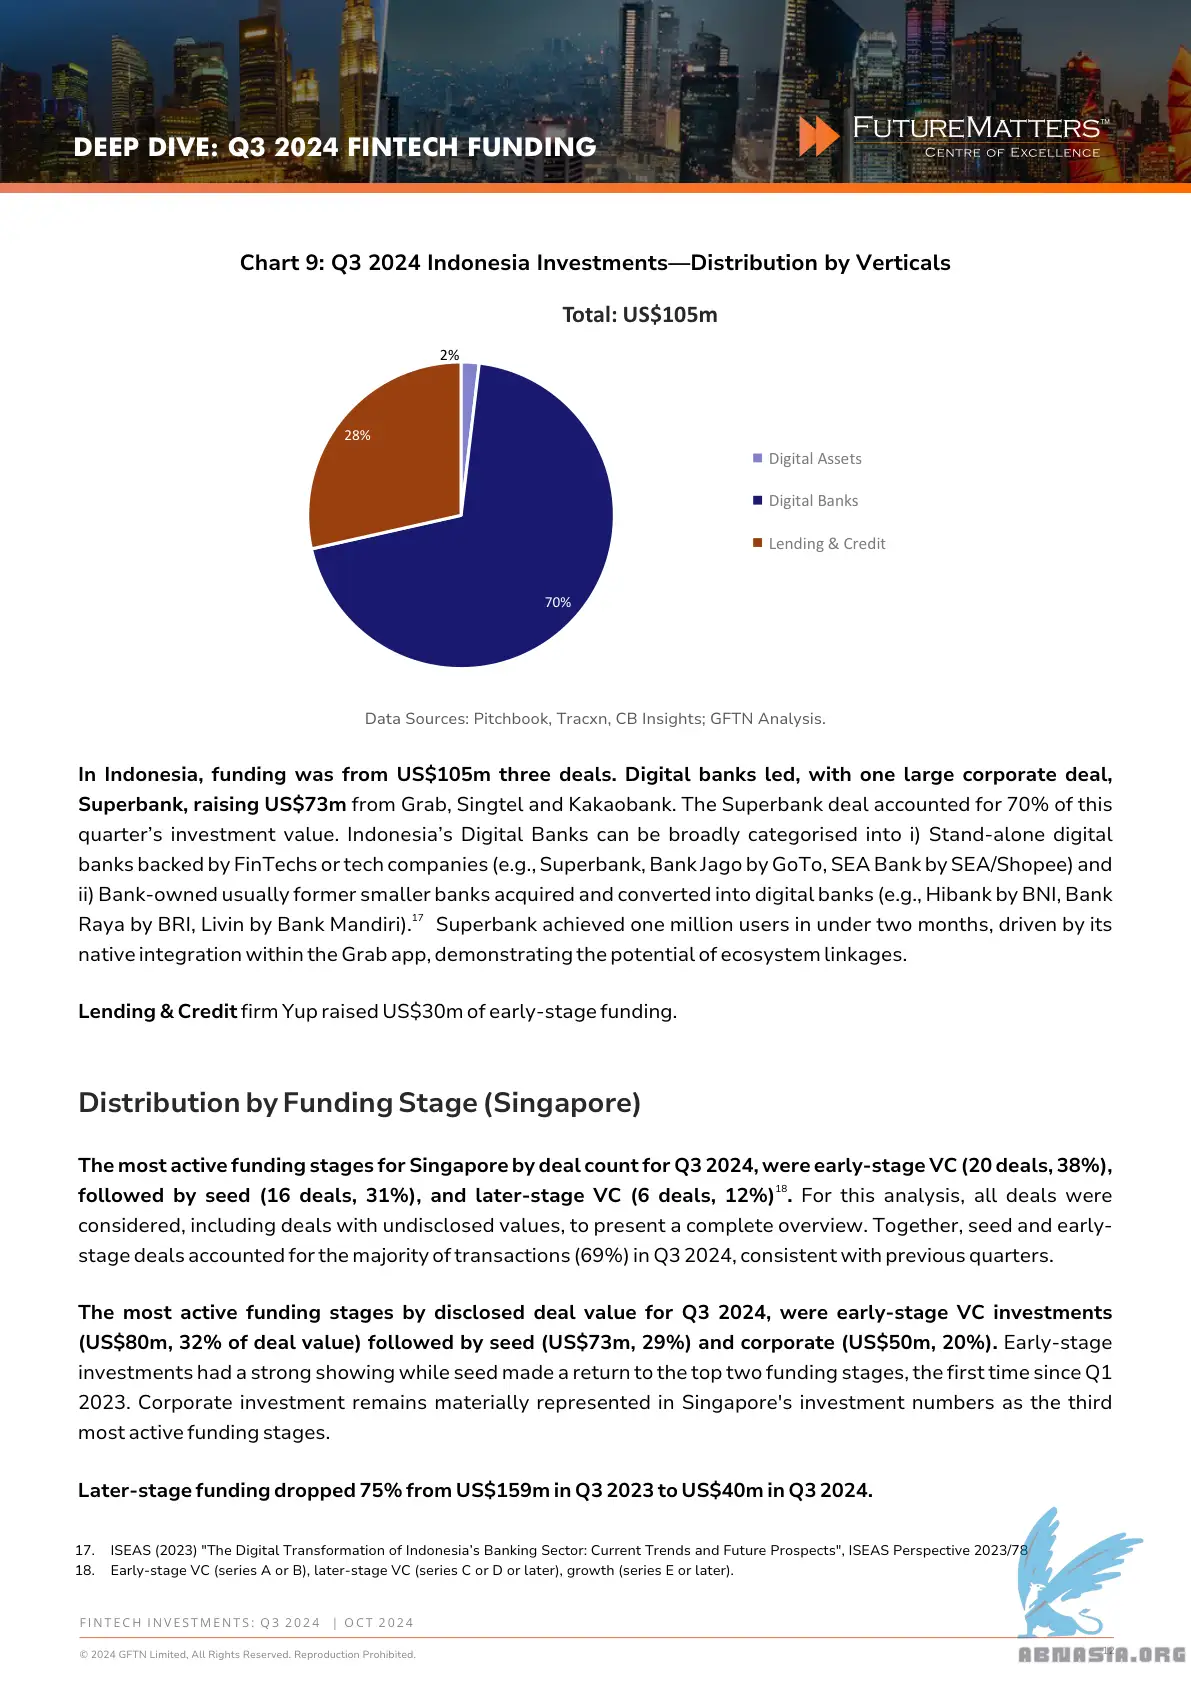 DEEP DIVE: Q3 2024 FINTECH FUNDING
FUTUREMATTERS™
CENTRE OF EXCELLENCE
Chart 9: Q3 2024 Indonesia Investments—Distribution by Verticals
Total: US$105m
2%
28%
70%
Digital Assets
Digital Banks
Lending & Credit
Data Sources: Pitchbook, Tracxn, CB Insights; GFTN Analysis.
In Indonesia, funding was from US$105m three deals. Digital banks led, with one large corporate deal,
Superbank, raising US$73m from Grab, Singtel and Kakaobank. The Superbank deal accounted for 70% of this
quarter’s investment value. Indonesia’s Digital Banks can be broadly categorised into i) Stand-alone digital
banks backed by FinTechs or tech companies (e.g., Superbank, Bank Jago by GoTo, SEA Bank by SEA/Shopee) and
ii) Bank-owned usually former smaller banks acquired and converted into digital banks (e.g., Hibank by BNI, Bank
Raya by BRI, Livin by Bank Mandiri).17 Superbank achieved one million users in under two months, driven by its
native integration within the Grab app, demonstrating the potential of ecosystem linkages.
Lending & Credit firm Yup raised US$30m of early-stage funding.
Distribution by Funding Stage (Singapore)
The most active funding stages for Singapore by deal count for Q3 2024, were early-stage VC (20 deals, 38%),
followed by seed (16 deals, 31%), and later-stage VC (6 deals, 12%)18. For this analysis, all deals were
considered, including deals with undisclosed values, to present a complete overview. Together, seed and early-
stage deals accounted for the majority of transactions (69%) in Q3 2024, consistent with previous quarters.
The most active funding stages by disclosed deal value for Q3 2024, were early-stage VC investments
(US$80m, 32% of deal value) followed by seed (US$73m, 29%) and corporate (US$50m, 20%). Early-stage
investments had a strong showing while seed made a return to the top two funding stages, the first time since Q1
2023. Corporate investment remains materially represented in Singapore's investment numbers as the third
most active funding stages.
Later-stage funding dropped 75% from US$159m in Q3 2023 to US$40m in Q3 2024.
17. ISEAS (2023) "The Digital Transformation of Indonesia’s Banking Sector: Current Trends and Future Prospects", ISEAS Perspective 2023/78
18. Early-stage VC (series A or B), later-stage VC (series C or D or later), growth (series E or later).
FINTECH INVESTMENTS: Q3 2024 | OCT 2024
© 2024 GFTN Limited, All Rights Reserved. Reproduction Prohibited.
12
ABNASIA.ORG